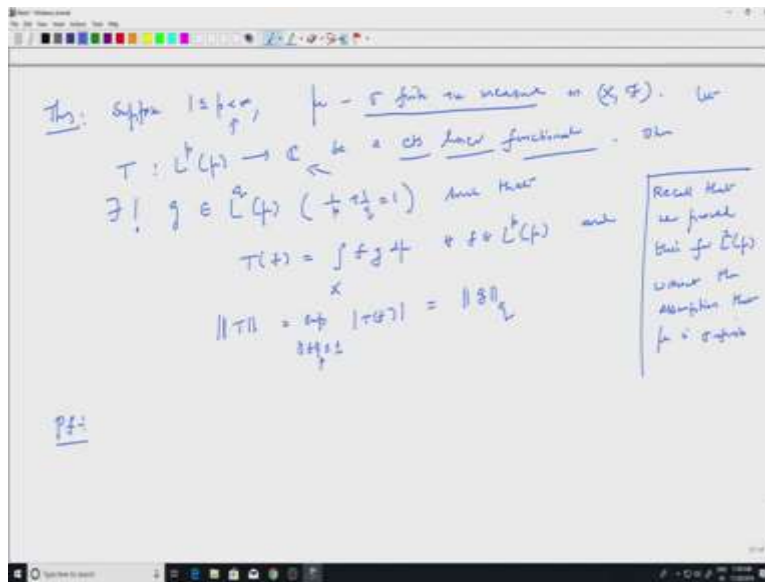 Thm: Suppose 1 ≤ p < ∞, μ - σ finite measure on (X, F). Let
T : L^p(μ) → ℂ be a cts linear functional. Then
∃! g ∈ L^q(μ) (1/p + 1/q = 1) such that
T(f) = ∫_X f g dμ ∀ f ∈ L^p(μ) and
||T|| = sup_{||f||_p = 1} |T(f)| = ||g||_q
Recall that
we proved
this for L²(μ)
without the
assumption that
μ is σ finite
Pf:-